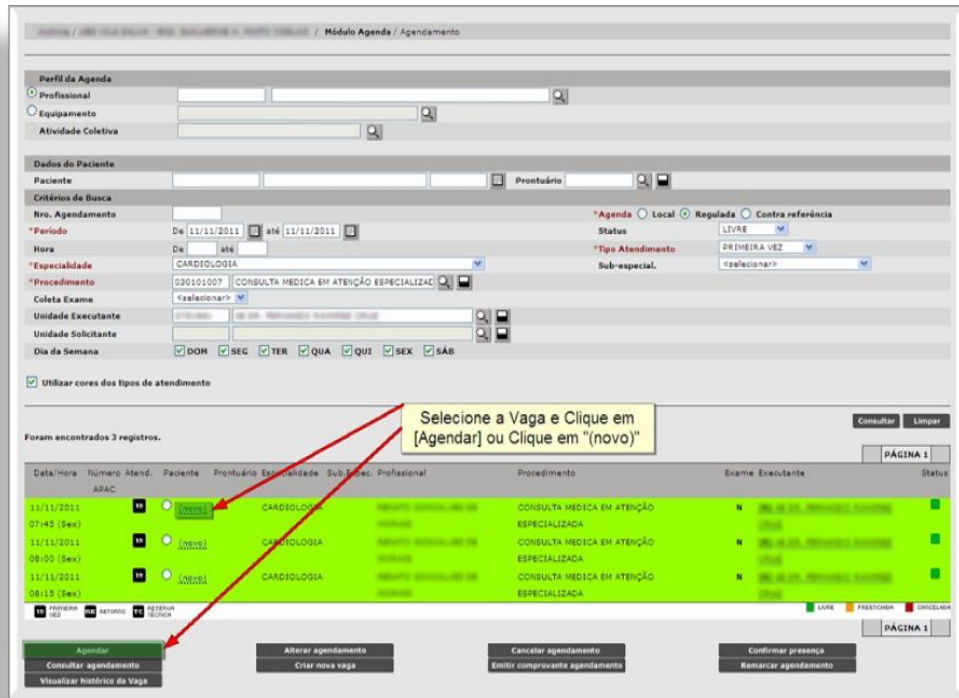 / Módulo Agenda / Agendamento
Perfil da Agenda
Profissional
Equipamento
Atividade Coletiva
Dados do Paciente
Paciente Prontuário
Critérios de Busca
Nro. Agendamento *Agenda Local Regulada Contra referência
*Período De 11/11/2011 até 11/11/2011 Status LIVRE
Hora De até *Tipo Atendimento PRIMEIRA VEZ
*Especialidade CARDIOLOGIA Sub-especial. <selecionar>
*Procedimento 030101007 CONSULTA MEDICA EM ATENÇÃO ESPECIALIZAC
Coleta Exame <selecionar>
Unidade Executante
Unidade Solicitante
Dia da Semana DOM SEG TER QUA QUI SEX SÁB
Utilizar cores dos tipos de atendimento
Selecione a Vaga e Clique em
[Agendar] ou Clique em "(novo)"
Consultar Limpar
Foram encontrados 3 registros.
PÁGINA 1
Data/Hora Número Atend. Paciente Prontuário Especialidade Sub.Espec. Profissional Procedimento Exame Executante Status
APAC
11/11/2011 (novo) CARDIOLOGIA CONSULTA MEDICA EM ATENÇÃO N
07:45 (Sex) ESPECIALIZADA
11/11/2011 (novo) CARDIOLOGIA CONSULTA MEDICA EM ATENÇÃO N
08:00 (Sex) ESPECIALIZADA
11/11/2011 (novo) CARDIOLOGIA CONSULTA MEDICA EM ATENÇÃO N
08:15 (Sex) ESPECIALIZADA
PRIMEIRA VEZ RE RETORNO TC RESERVA TÉCNICA LIVRE PREENCHIDA CANCELADA
PÁGINA 1
Agendar Alterar agendamento Cancelar agendamento Confirmar presença
Consultar agendamento Criar nova vaga Emitir comprovante agendamento Remarcar agendamento
Visualizar histórico da Vaga